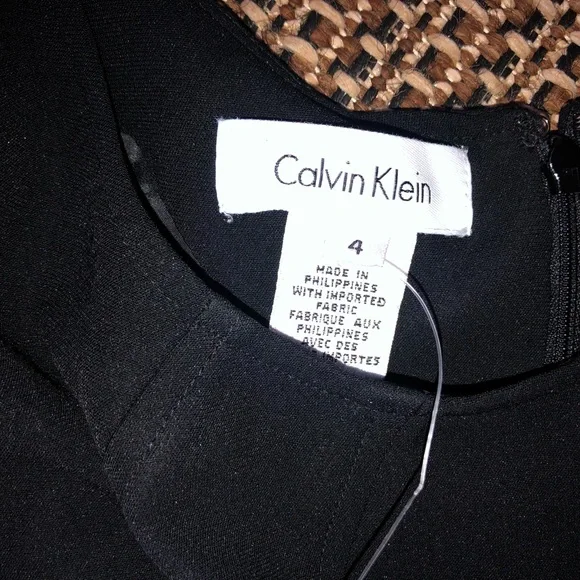 Calvin Klein
4
MADE IN
PHILIPPINES
WITH IMPORTED
FABRIC
FABRIQUE AUX
PHILIPPINES
AVEC DES
IMPORTES